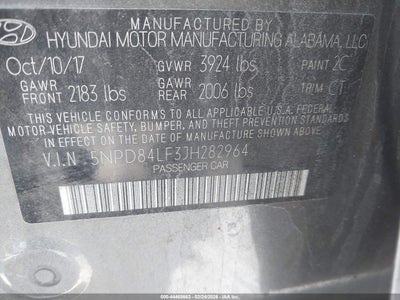 MANUFACTURED BY
HYUNDAI MOTOR MANUFACTURING ALABAMA, LLC
Oct/10/17 GVWR 3924 lbs PAINT 2C
GAWR FRONT 2183 lbs GAWR REAR 2006 lbs TRIM CT
THIS VEHICLE CONFORMS TO ALL APPLICABLE U.S.A. FEDERAL
MOTOR VEHICLE SAFETY, BUMPER, AND THEFT PREVENTION
STANDARDS IN EFFECT ON THE DATE OF MANUFACTURE SHOWN ABOVE.
V.I.N. 5NPD84LF3JH282964
PASSENGER CAR